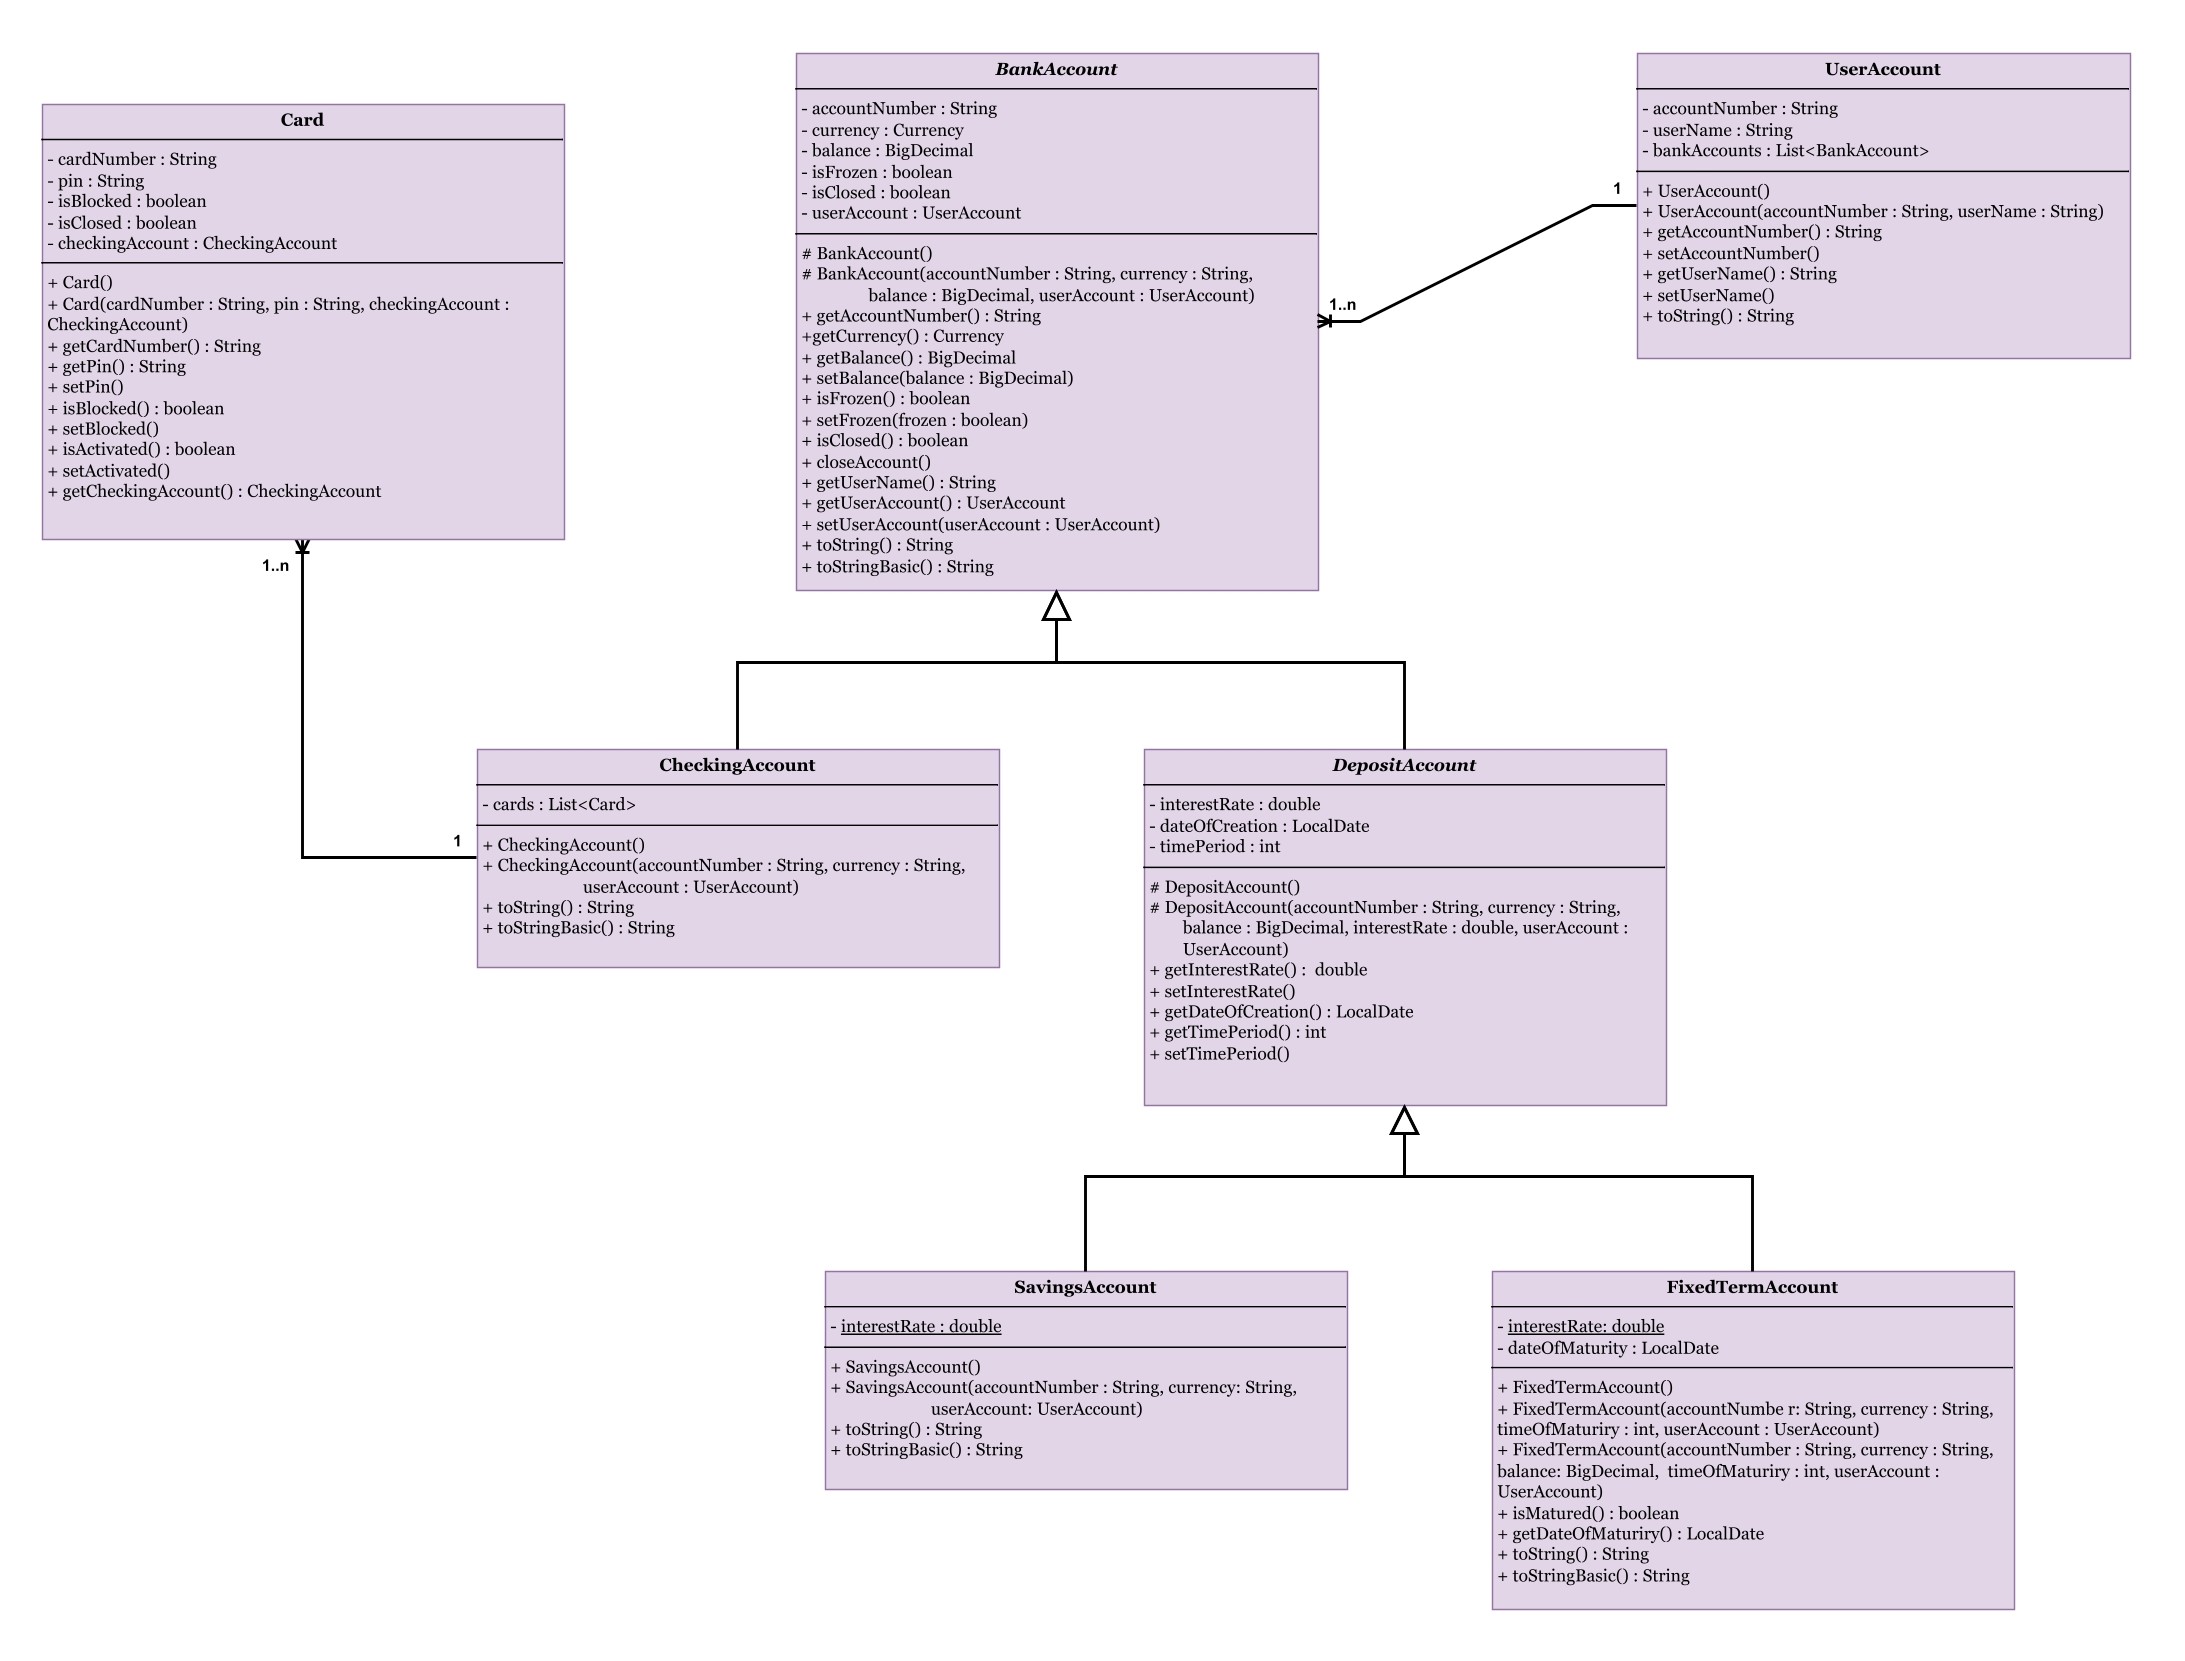 Card
- cardNumber : String
- pin : String
- isBlocked : boolean
- isClosed : boolean
- checkingAccount : CheckingAccount
+ Card()
+ Card(cardNumber : String, pin : String, checkingAccount :
CheckingAccount)
+ getCardNumber() : String
+ getPin() : String
+ setPin()
+ isBlocked() : boolean
+ setBlocked()
+ isActivated() : boolean
+ setActivated()
+ getCheckingAccount() : CheckingAccount
1..n
BankAccount
- accountNumber : String
- currency : Currency
- balance : BigDecimal
- isFrozen : boolean
- isClosed : boolean
- userAccount : UserAccount
# BankAccount()
# BankAccount(accountNumber : String, currency : String,
balance : BigDecimal, userAccount : UserAccount)
+ getAccountNumber() : String
+getCurrency() : Currency
+ getBalance() : BigDecimal
+ setBalance(balance : BigDecimal)
+ isFrozen() : boolean
+ setFrozen(frozen : boolean)
+ isClosed() : boolean
+ closeAccount()
+ getUserName() : String
+ getUserAccount() : UserAccount
+ setUserAccount(userAccount : UserAccount)
+ toString() : String
+ toStringBasic() : String
1..n
1
UserAccount
- accountNumber : String
- userName : String
- bankAccounts : List<BankAccount>
+ UserAccount()
+ UserAccount(accountNumber : String, userName : String)
+ getAccountNumber() : String
+ setAccountNumber()
+ getUserName() : String
+ setUserName()
+ toString() : String
1
CheckingAccount
- cards : List<Card>
+ CheckingAccount()
+ CheckingAccount(accountNumber : String, currency : String,
userAccount : UserAccount)
+ toString() : String
+ toStringBasic() : String
DepositAccount
- interestRate : double
- dateOfCreation : LocalDate
- timePeriod : int
# DepositAccount()
# DepositAccount(accountNumber : String, currency : String,
balance : BigDecimal, interestRate : double, userAccount :
UserAccount)
+ getInterestRate() :  double
+ setInterestRate()
+ getDateOfCreation() : LocalDate
+ getTimePeriod() : int
+ setTimePeriod()
SavingsAccount
- interestRate : double
+ SavingsAccount()
+ SavingsAccount(accountNumber : String, currency: String,
userAccount: UserAccount)
+ toString() : String
+ toStringBasic() : String
FixedTermAccount
- interestRate: double
- dateOfMaturity : LocalDate
+ FixedTermAccount()
+ FixedTermAccount(accountNumbe r: String, currency : String,
timeOfMaturiry : int, userAccount : UserAccount)
+ FixedTermAccount(accountNumber : String, currency : String,
balance: BigDecimal,  timeOfMaturiry : int, userAccount :
UserAccount)
+ isMatured() : boolean
+ getDateOfMaturiry() : LocalDate
+ toString() : String
+ toStringBasic() : String